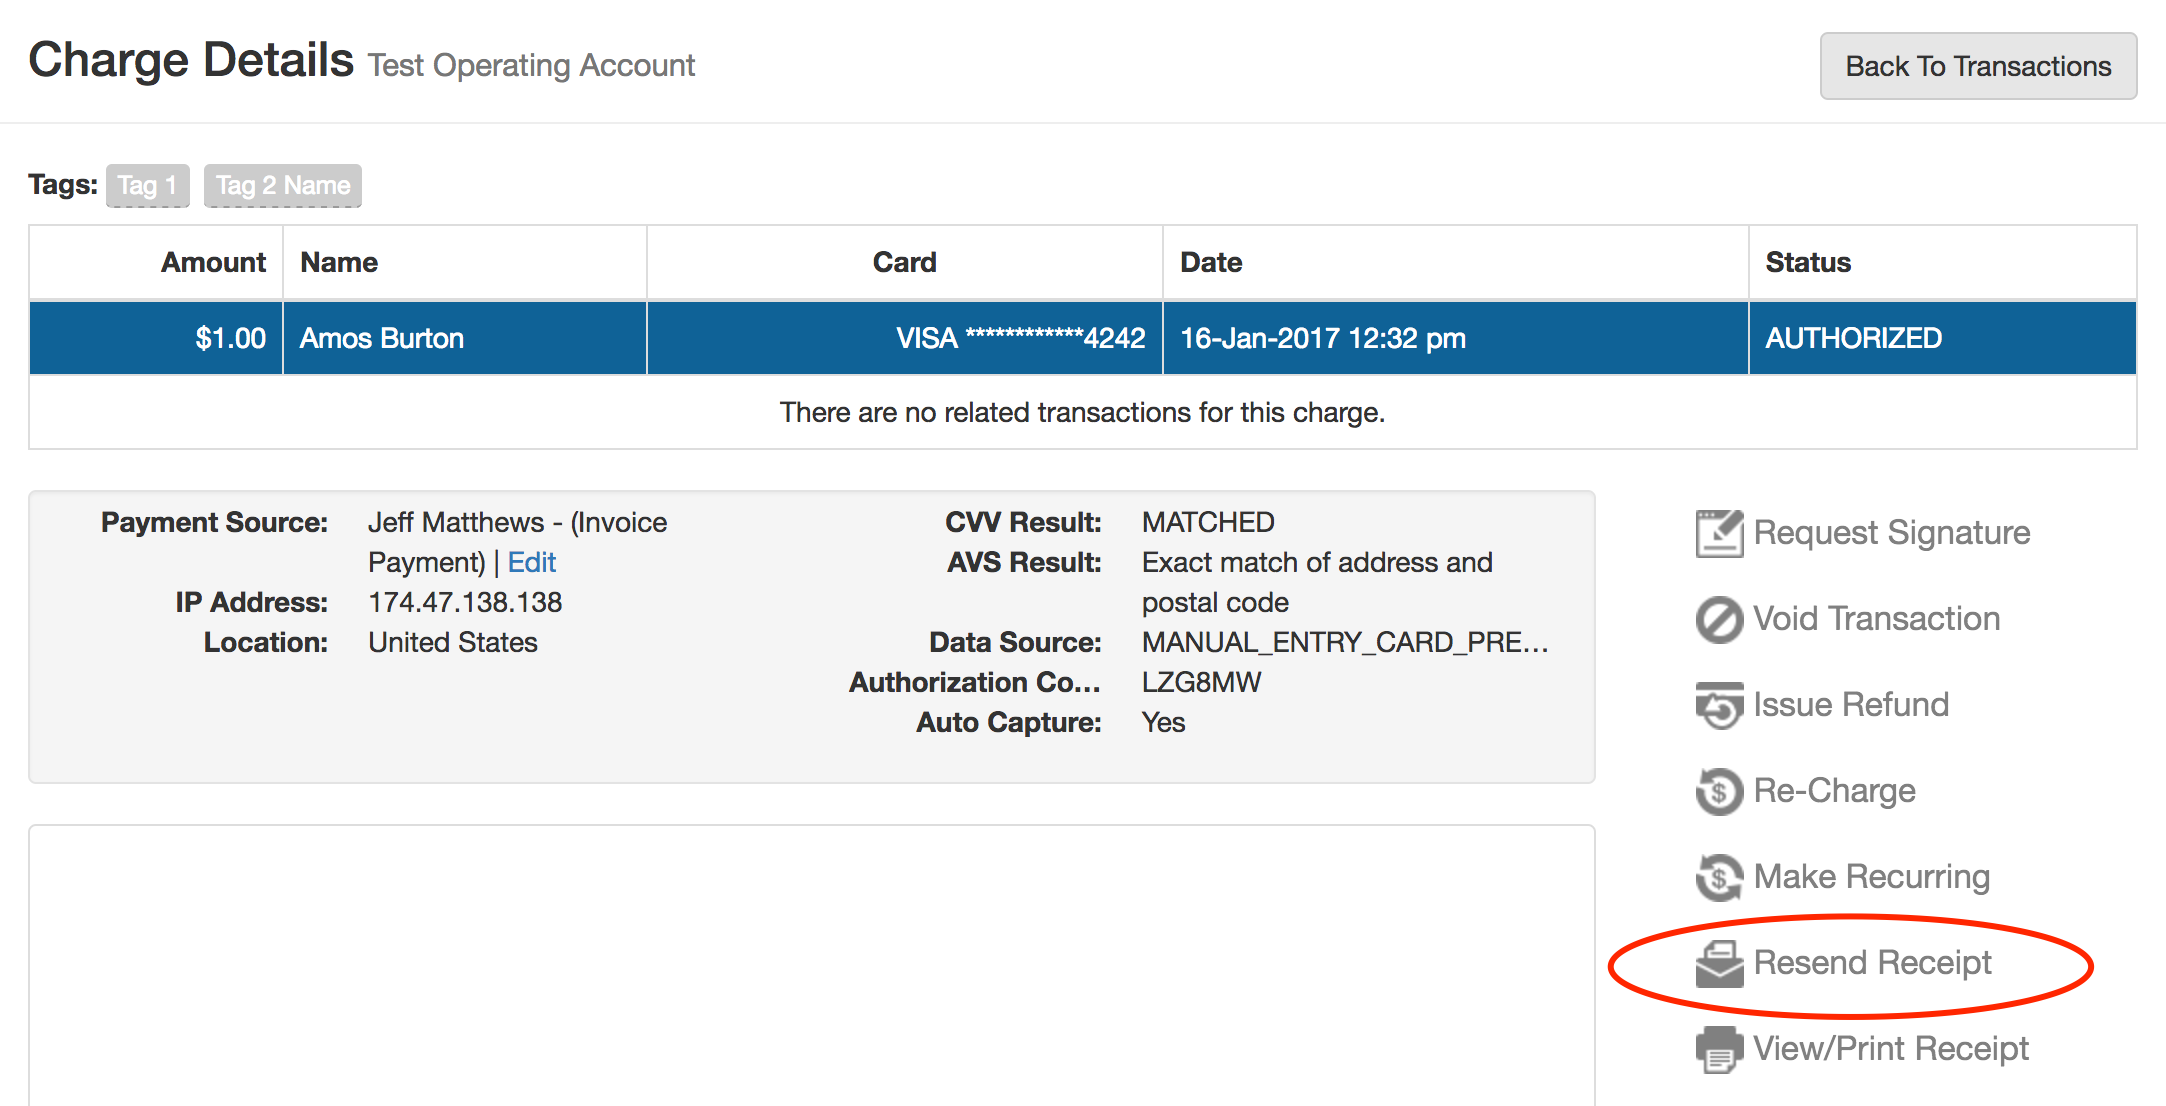 Charge Details Test Operating Account
Back To Transactions
Tags: Tag 1 Tag 2 Name
Amount Name Card Date Status
$1.00 Amos Burton VISA ************4242 16-Jan-2017 12:32 pm AUTHORIZED
There are no related transactions for this charge.
Payment Source: Jeff Matthews - (Invoice
Payment) | Edit
IP Address: 174.47.138.138
Location: United States
CVV Result: MATCHED
AVS Result: Exact match of address and
postal code
Data Source: MANUAL_ENTRY_CARD_PRE...
Authorization Co... LZG8MW
Auto Capture: Yes
Request Signature
Void Transaction
Issue Refund
Re-Charge
Make Recurring
Resend Receipt
View/Print Receipt